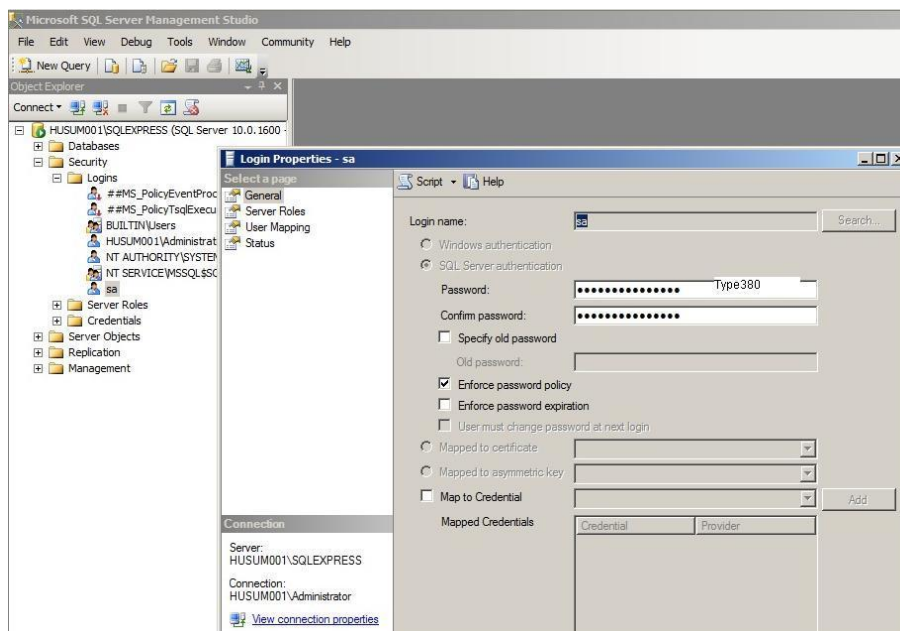 Microsoft SQL Server Management Studio
File Edit View Debug Tools Window Community Help
New Query
Object Explorer
Connect
HUSUM001\SQLEXPRESS (SQL Server 10.0.1600 -
Databases
Security
Logins
##MS_PolicyEventProc
##MS_PolicyTsqlExecu
BUILTIN\Users
HUSUM001\Administrat
NT AUTHORITY\SYSTEM
NT SERVICE\MSSQL$SQ
sa
Server Roles
Credentials
Server Objects
Replication
Management
Login Properties - sa
Select a page
General
Server Roles
User Mapping
Status
Script Help
Login name: sa Search...
Windows authentication
SQL Server authentication
Password: ●●●●●●●●●●●●●●● Type380
Confirm password: ●●●●●●●●●●●●●●●
Specify old password
Old password:
Enforce password policy
Enforce password expiration
User must change password at next login
Mapped to certificate
Mapped to asymmetric key
Map to Credential Add
Mapped Credentials Credential Provider
Connection
Server:
HUSUM001\SQLEXPRESS
Connection:
HUSUM001\Administrator
View connection properties